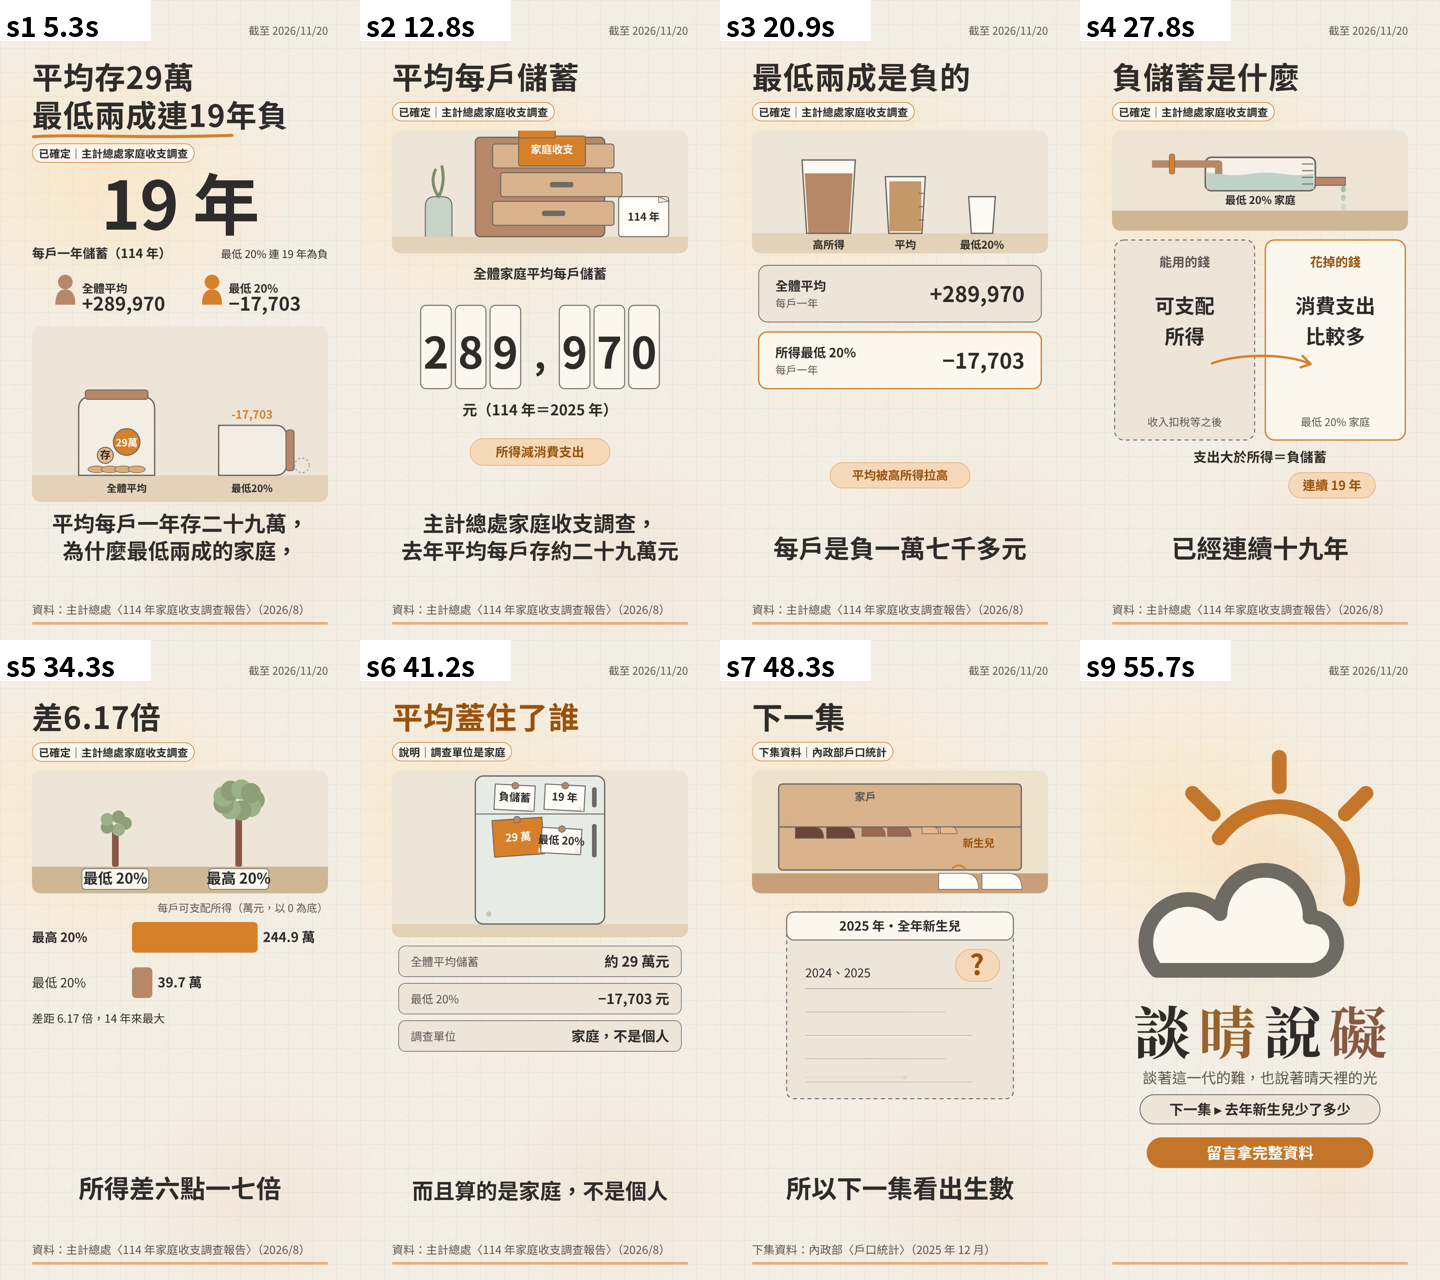 s1 5.3s
截至 2026/11/20
平均存29萬
最低兩成連19年負
已確定｜主計總處家庭收支調查
19 年
每戶一年儲蓄（114 年）
最低 20% 連 19 年為負
全體平均
+289,970
最低 20%
−17,703
29萬
存
-17,703
全體平均
最低20%
平均每戶一年存二十九萬，
為什麼最低兩成的家庭，
資料：主計總處〈114 年家庭收支調查報告〉（2026/8）
s2 12.8s
截至 2026/11/20
平均每戶儲蓄
已確定｜主計總處家庭收支調查
家庭收支
114 年
全體家庭平均每戶儲蓄
289,970
元（114 年＝2025 年）
所得減消費支出
主計總處家庭收支調查，
去年平均每戶存約二十九萬元
資料：主計總處〈114 年家庭收支調查報告〉（2026/8）
s3 20.9s
截至 2026/11/20
最低兩成是負的
已確定｜主計總處家庭收支調查
高所得
平均
最低20%
全體平均
每戶一年
+289,970
所得最低 20%
每戶一年
−17,703
平均被高所得拉高
每戶是負一萬七千多元
資料：主計總處〈114 年家庭收支調查報告〉（2026/8）
s4 27.8s
截至 2026/11/20
負儲蓄是什麼
已確定｜主計總處家庭收支調查
最低 20% 家庭
能用的錢
可支配
所得
收入扣稅等之後
花掉的錢
消費支出
比較多
最低 20% 家庭
支出大於所得＝負儲蓄
連續 19 年
已經連續十九年
資料：主計總處〈114 年家庭收支調查報告〉（2026/8）
s5 34.3s
截至 2026/11/20
差6.17倍
已確定｜主計總處家庭收支調查
最低 20%
最高 20%
每戶可支配所得（萬元，以 0 為底）
最高 20%
244.9 萬
最低 20%
39.7 萬
差距 6.17 倍，14 年來最大
所得差六點一七倍
資料：主計總處〈114 年家庭收支調查報告〉（2026/8）
s6 41.2s
截至 2026/11/20
平均蓋住了誰
說明｜調查單位是家庭
負儲蓄
19 年
29 萬
最低 20%
全體平均儲蓄
約 29 萬元
最低 20%
−17,703 元
調查單位
家庭，不是個人
而且算的是家庭，不是個人
資料：主計總處〈114 年家庭收支調查報告〉（2026/8）
s7 48.3s
截至 2026/11/20
下一集
下集資料｜內政部戶口統計
家戶
新生兒
2025 年・全年新生兒
2024、2025
?
所以下一集看出生數
下集資料：內政部〈戶口統計〉（2025 年 12 月）
s9 55.7s
截至 2026/11/20
談晴說礙
談著這一代的難，也說著晴天裡的光
下一集 ▸ 去年新生兒少了多少
留言拿完整資料